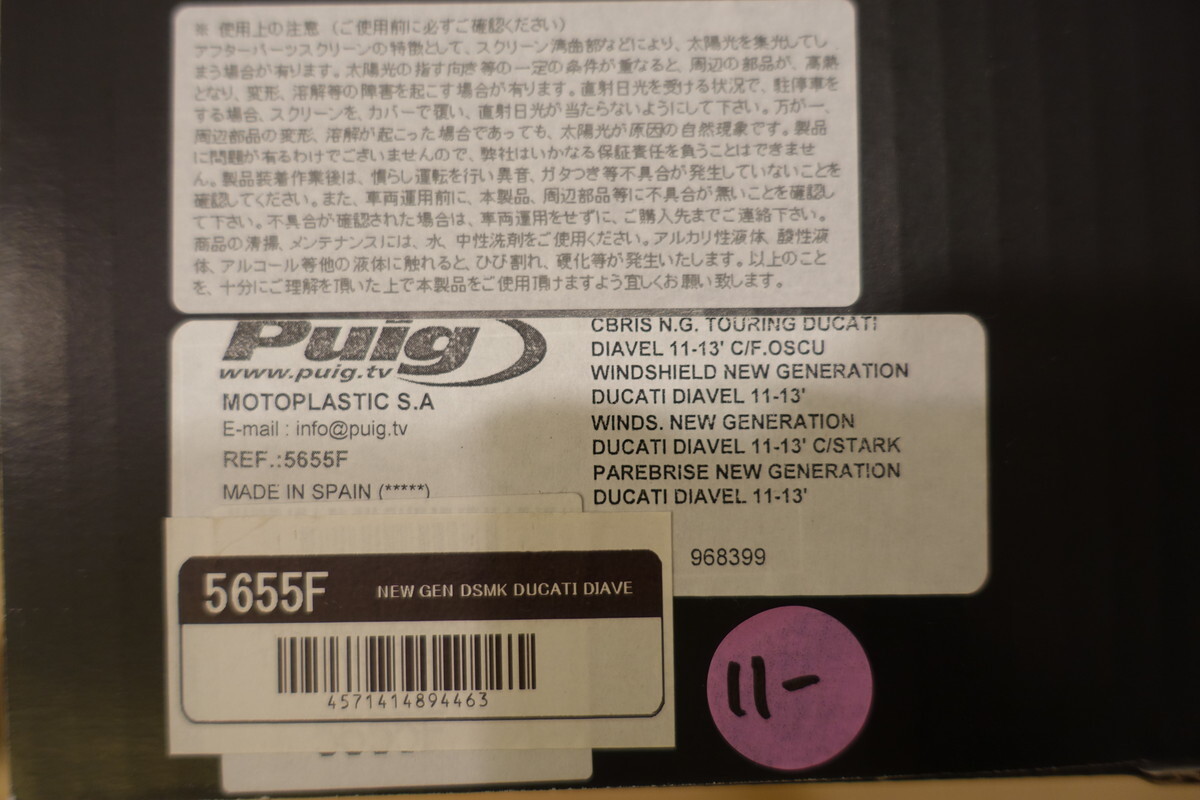 ※ 使用上の注意 (ご使用前に必ずご確認ください)
アフターパーツスクリーンの特徴として、スクリーン湾曲部などにより、太陽光を集光してし
まう場合が有ります。太陽光の指す向き等の一定の条件が重なると、周辺の部品が、高熱
となり、変形、溶解等の障害を起こす場合が有ります。直射日光を受ける状況で、駐停車を
する場合、スクリーンを、カバーで覆い、直射日光が当たらないようにして下さい。万が一、
周辺部品の変形、溶解が起こった場合であっても、太陽光が原因の自然現象です。製品
に問題が有るわけでございませんので、弊社はいかなる保証責任を負うことはできませ
ん。製品装着作業後は、慣らし運転を行い異音、ガタつき等不具合が発生していないことを
確認してください。また、車両運用前に、本製品、周辺部品等に不具合が無いことを確認し
て下さい。不具合が確認された場合は、車両運用をせずに、ご購入先までご連絡下さい。
商品の清掃、メンテナンスには、水、中性洗剤をご使用ください。アルカリ性液体、酸性液
体、アルコール等他の液体に触れると、ひび割れ、硬化等が発生いたします。以上のこと
を、十分にご理解を頂いた上で本製品をご使用頂けますよう宜しくお願い致します。
Puig
www.puig.tv
MOTOPLASTIC S.A
E-mail : info@puig.tv
REF.:5655F
MADE IN SPAIN (*****)
CBRIS N.G. TOURING DUCATI
DIAVEL 11-13' C/F.OSCU
WINDSHIELD NEW GENERATION
DUCATI DIAVEL 11-13'
WINDS. NEW GENERATION
DUCATI DIAVEL 11-13' C/STARK
PAREBRISE NEW GENERATION
DUCATI DIAVEL 11-13'
968399
5655F NEW GEN DSMK DUCATI DIAVE
4571414894463
11-